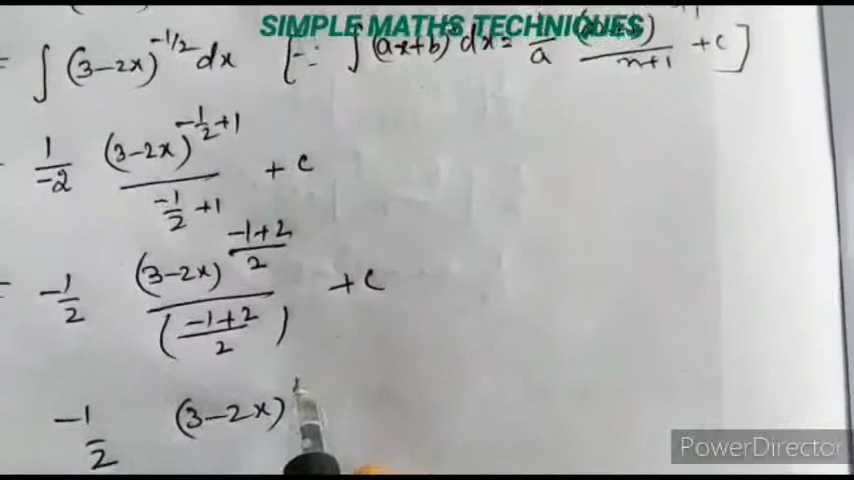 SIMPLE MATHS TECHNIQUES
= ∫ (3-2x)^{-1/2} dx [∵ ∫ (ax+b) dx = 1/a /n+1 + c]
1/-2 (3-2x)^{-1/2+1} / -1/2 +1 + c
= -1/2 (3-2x)^{-1+2/2} / (-1+2/2) + c
-1/2 (3-2x)
PowerDirector